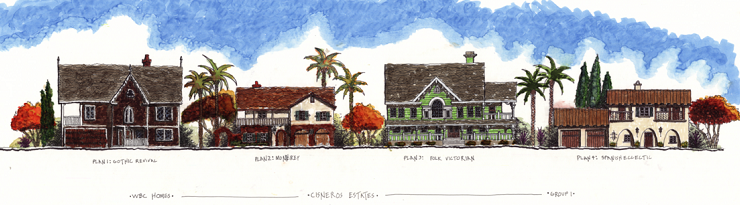 PLAN 1: GOTHIC REVIVAL
PLAN 2: MONTEREY
PLAN 3: FOLK VICTORIAN
PLAN 4: SPANISH ECLECTIC
· WBC HOMES · · CISNEROS ESTATES · · GROUP 1 ·